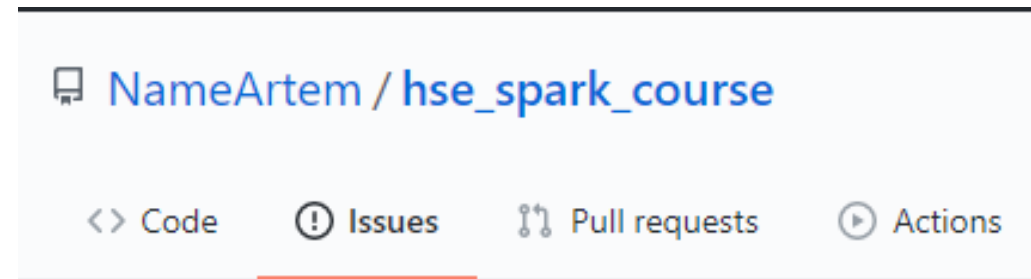 NameArtem / hse_spark_course
Code Issues Pull requests Actions